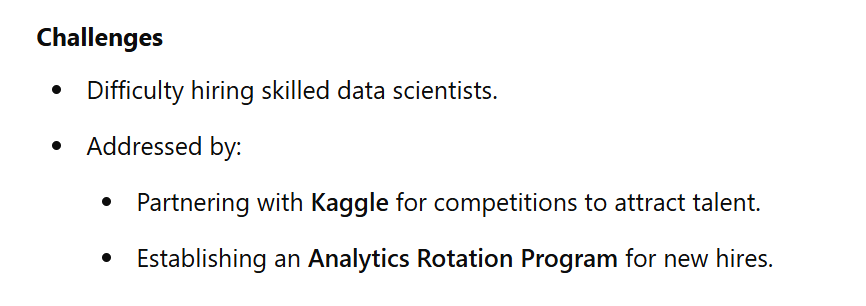 Challenges
• Difficulty hiring skilled data scientists.
• Addressed by:
• Partnering with Kaggle for competitions to attract talent.
• Establishing an Analytics Rotation Program for new hires.